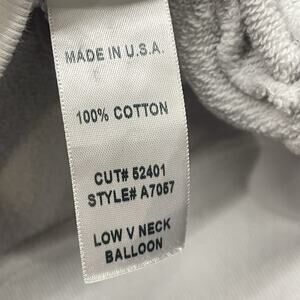 MADE IN U.S.A.
100% COTTON
CUT# 52401
STYLE# A7057
LOW V NECK
BALLOON